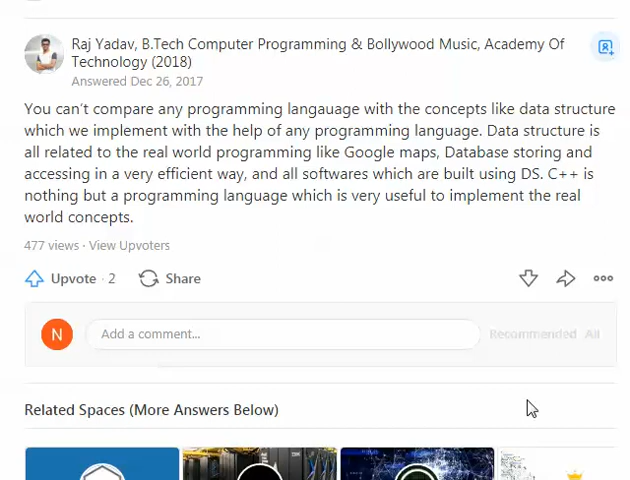 Raj Yadav, B.Tech Computer Programming & Bollywood Music, Academy Of
Technology (2018)
Answered Dec 26, 2017
You can't compare any programming langauage with the concepts like data structure
which we implement with the help of any programming language. Data structure is
all related to the real world programming like Google maps, Database storing and
accessing in a very efficient way, and all softwares which are built using DS. C++ is
nothing but a programming language which is very useful to implement the real
world concepts.
477 views · View Upvoters
Upvote · 2 Share
N Add a comment... Recommended All
Related Spaces (More Answers Below)